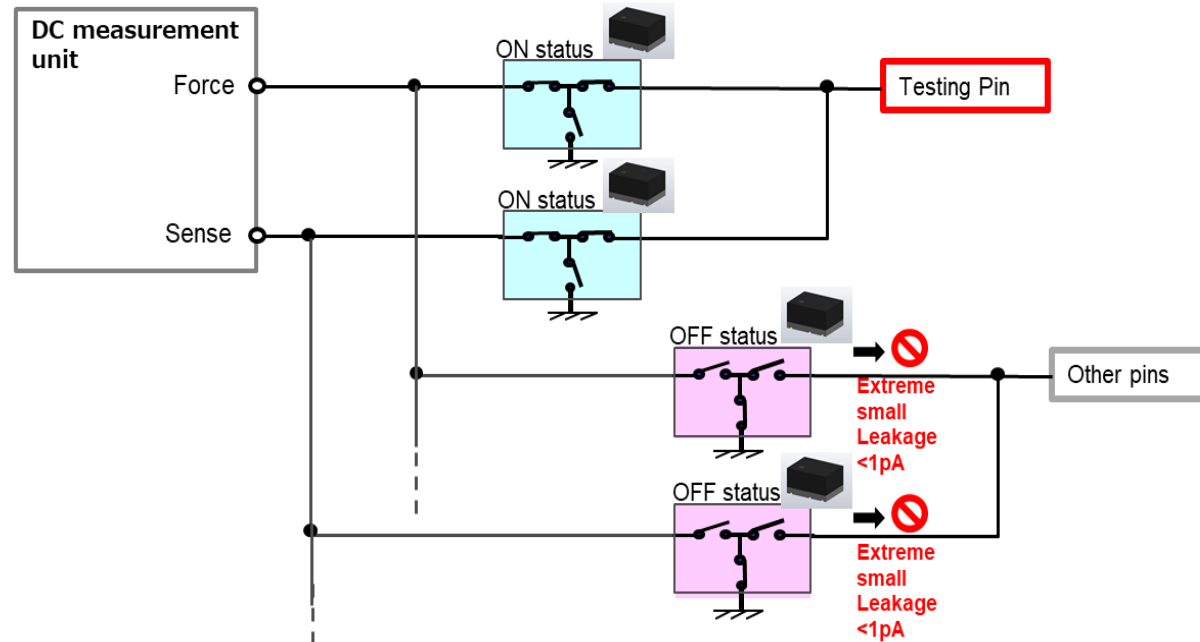 DC measurement
unit
Force
Sense
ON status
Testing Pin
ON status
OFF status
Extreme
small
Leakage
<1pA
Other pins
OFF status
Extreme
small
Leakage
<1pA